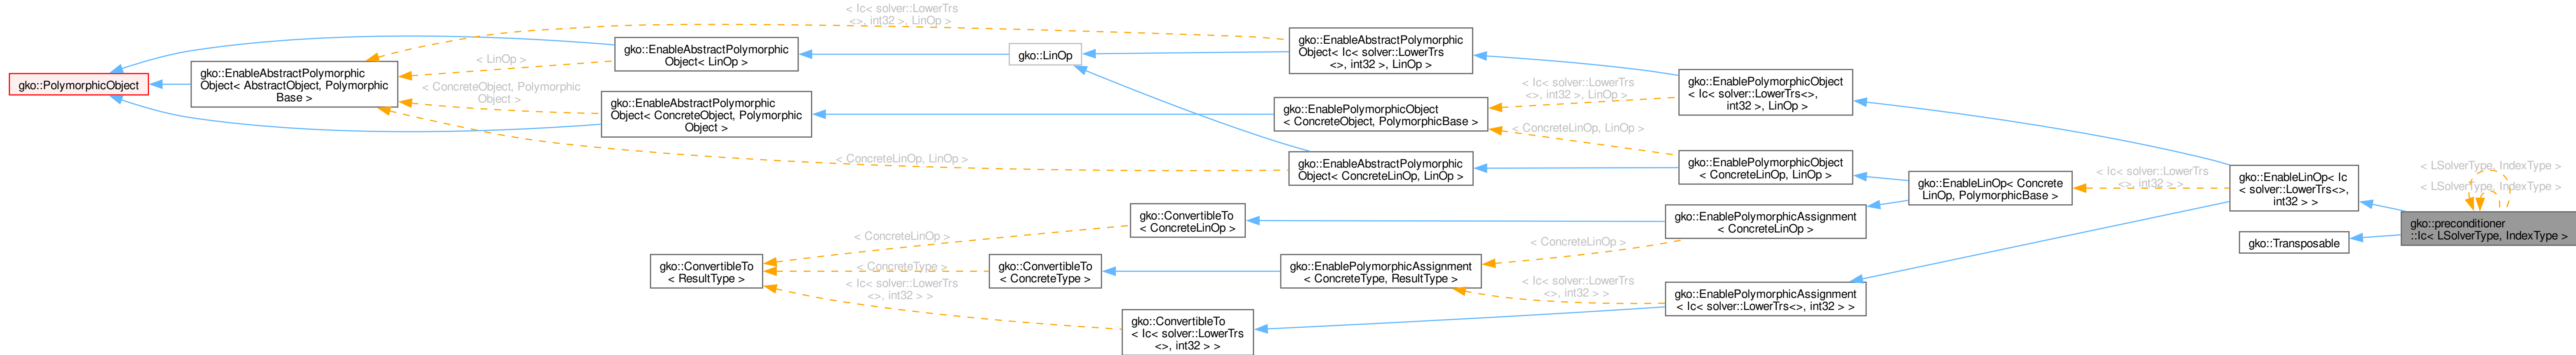 gko::PolymorphicObject
gko::EnableAbstractPolymorphic
Object< AbstractObject, Polymorphic
Base >
< Ic< solver::LowerTrs
<>, int32 >, LinOp >
< LinOp >
< ConcreteObject, Polymorphic
Object >
< ConcreteLinOp, LinOp >
gko::EnableAbstractPolymorphic
Object< LinOp >
gko::EnableAbstractPolymorphic
Object< ConcreteObject, Polymorphic
Object >
gko::LinOp
gko::EnableAbstractPolymorphic
Object< Ic< solver::LowerTrs
<>, int32 >, LinOp >
gko::EnablePolymorphicObject
< ConcreteObject, PolymorphicBase >
gko::EnableAbstractPolymorphic
Object< ConcreteLinOp, LinOp >
< Ic< solver::LowerTrs
<>, int32 >, LinOp >
< ConcreteLinOp, LinOp >
gko::EnablePolymorphicObject
< Ic< solver::LowerTrs<>,
int32 >, LinOp >
gko::EnablePolymorphicObject
< ConcreteLinOp, LinOp >
gko::EnableLinOp< Concrete
LinOp, PolymorphicBase >
< Ic< solver::LowerTrs
<>, int32 > >
gko::EnableLinOp< Ic
< solver::LowerTrs<>,
int32 > >
< LSolverType, IndexType >
< LSolverType, IndexType >
gko::preconditioner
::Ic< LSolverType, IndexType >
gko::Transposable
gko::ConvertibleTo
< ResultType >
< ConcreteLinOp >
< ConcreteType >
< Ic< solver::LowerTrs
<>, int32 > >
gko::ConvertibleTo
< ConcreteLinOp >
gko::ConvertibleTo
< ConcreteType >
gko::ConvertibleTo
< Ic< solver::LowerTrs
<>, int32 > >
gko::EnablePolymorphicAssignment
< ConcreteType, ResultType >
< ConcreteLinOp >
< Ic< solver::LowerTrs
<>, int32 > >
gko::EnablePolymorphicAssignment
< ConcreteLinOp >
gko::EnablePolymorphicAssignment
< Ic< solver::LowerTrs<>, int32 > >